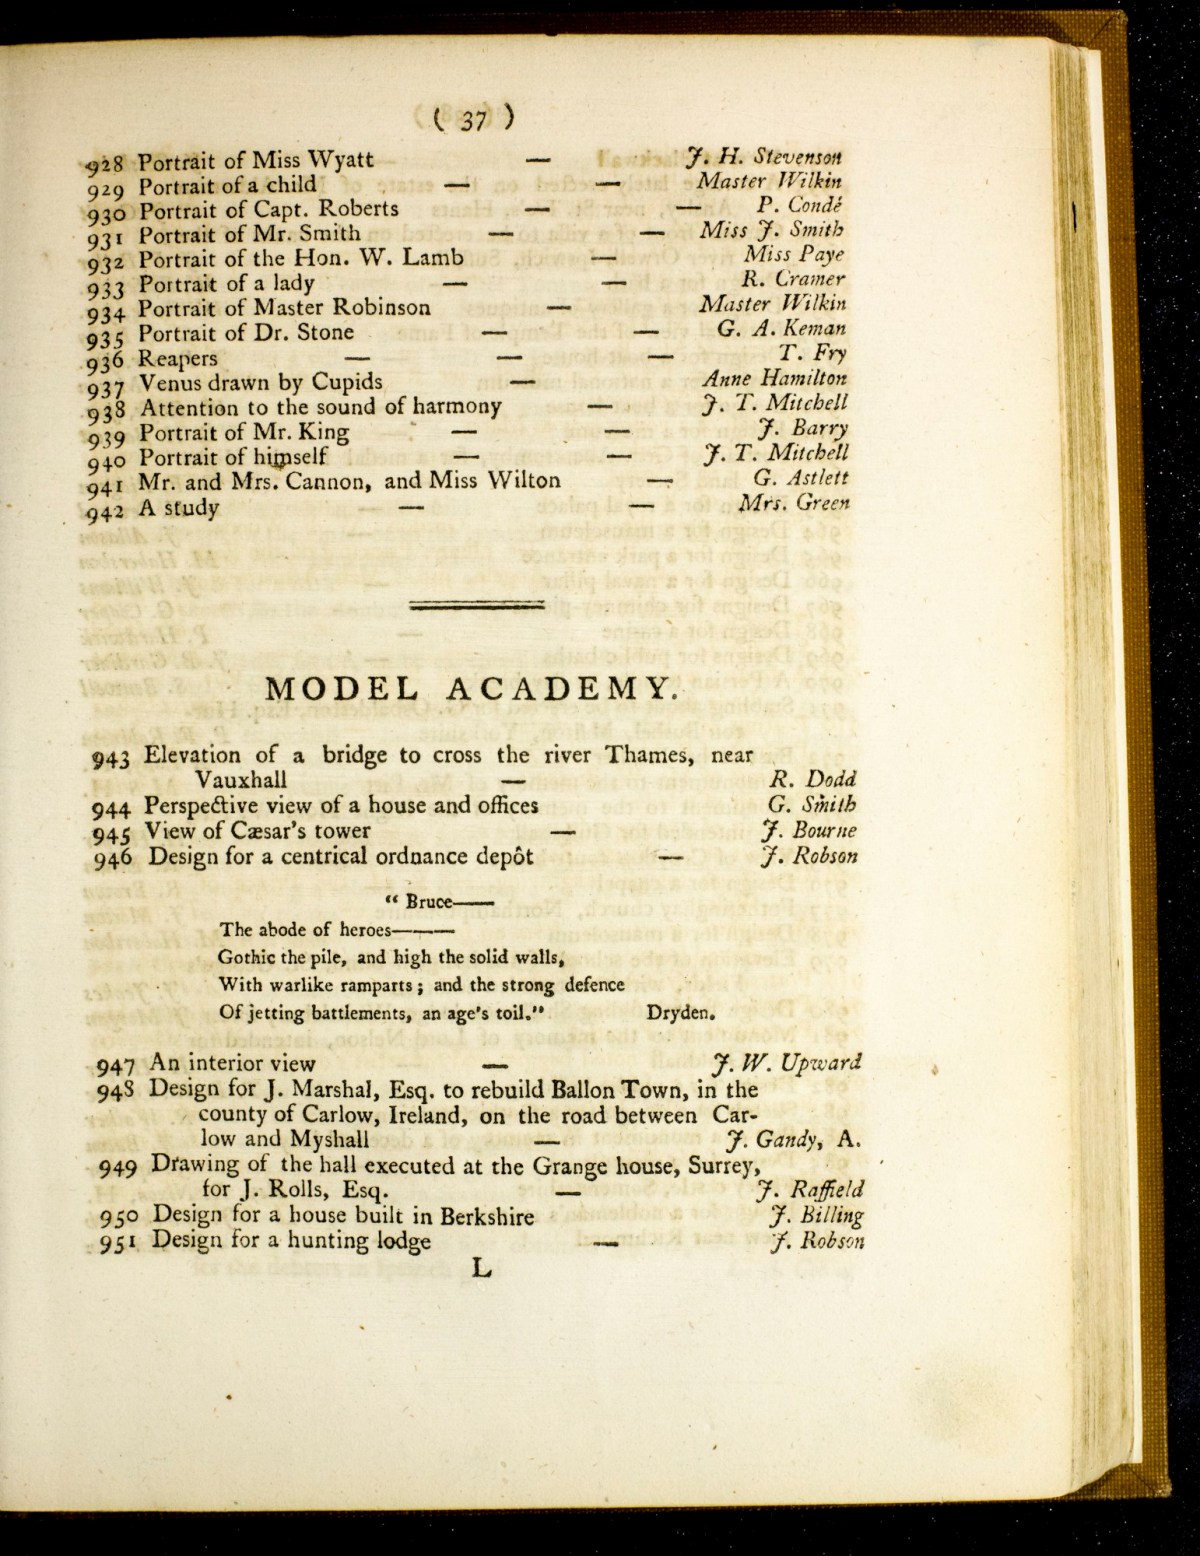 ( 37 )
928 Portrait of Miss Wyatt — J. H. Stevenson
929 Portrait of a child — — Master Wilkin
930 Portrait of Capt. Roberts — — P. Condé
931 Portrait of Mr. Smith — — Miss J. Smith
932 Portrait of the Hon. W. Lamb — Miss Paye
933 Portrait of a lady — — R. Cramer
934 Portrait of Master Robinson — Master Wilkin
935 Portrait of Dr. Stone — — G. A. Keman
936 Reapers — — — T. Fry
937 Venus drawn by Cupids — Anne Hamilton
938 Attention to the sound of harmony — J. T. Mitchell
939 Portrait of Mr. King — — J. Barry
940 Portrait of himself — — J. T. Mitchell
941 Mr. and Mrs. Cannon, and Miss Wilton — G. Astlett
942 A study — — Mrs. Green
MODEL ACADEMY.
943 Elevation of a bridge to cross the river Thames, near
Vauxhall — R. Dodd
944 Perspective view of a house and offices G. Smith
945 View of Cæsar's tower — J. Bourne
946 Design for a centrical ordnance depôt — J. Robson
“ Bruce——
The abode of heroes———
Gothic the pile, and high the solid walls,
With warlike ramparts; and the strong defence
Of jetting battlements, an age's toil." Dryden.
947 An interior view — J. W. Upward
948 Design for J. Marshal, Esq. to rebuild Ballon Town, in the
county of Carlow, Ireland, on the road between Car-
low and Myshall — J. Gandy, A.
949 Drawing of the hall executed at the Grange house, Surrey,
for J. Rolls, Esq. — J. Raffield
950 Design for a house built in Berkshire J. Billing
951 Design for a hunting lodge — J. Robson
L